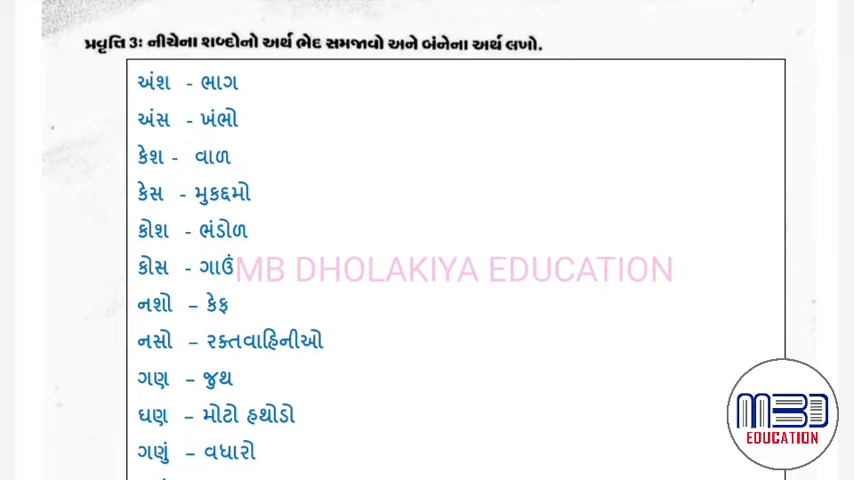 પ્રવૃત્તિ 3: નીચેના શબ્દોનો અર્થ ભેદ સમજાવો અને બંનેના અર્થ લખો.
અંશ - ભાગ
અંસ - ખંભો
કેશ - વાળ
કેસ - મુકદ્દમો
કોશ - ભંડોળ
કોસ - ગાઉં
MB DHOLAKIYA EDUCATION
નશો – કેફ
નસો – રક્તવાહિનીઓ
ગણ – જુથ
ઘણ – મોટો હથોડો
ગણું – વધારો
MBD
EDUCATION